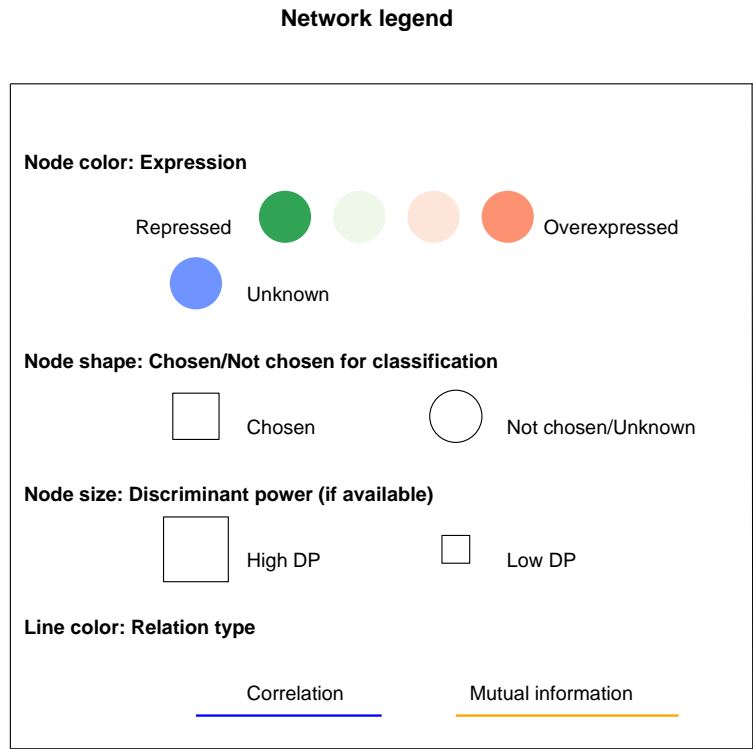 Network legend
Node color: Expression
Repressed Overexpressed
Unknown
Node shape: Chosen/Not chosen for classification
Chosen Not chosen/Unknown
Node size: Discriminant power (if available)
High DP Low DP
Line color: Relation type
Correlation Mutual information